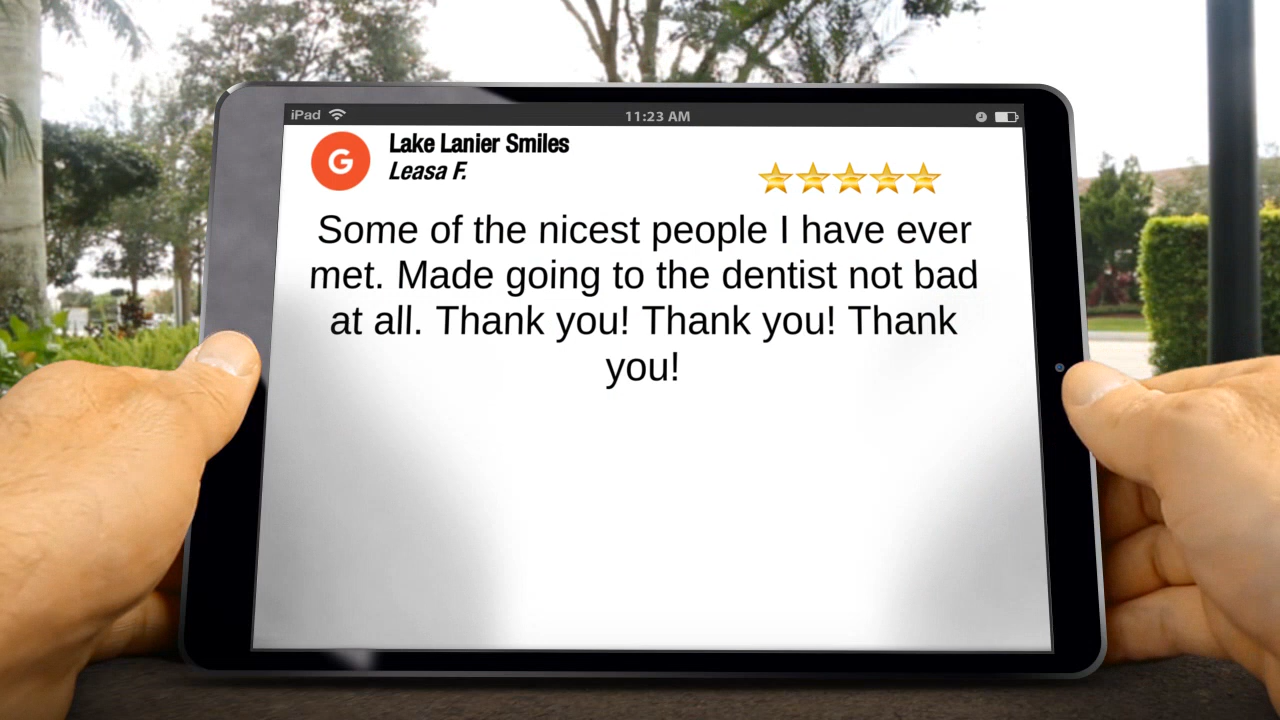 iPad
11:23 AM
G
Lake Lanier Smiles
Leasa F.
Some of the nicest people I have ever
met. Made going to the dentist not bad
at all. Thank you! Thank you! Thank
you!